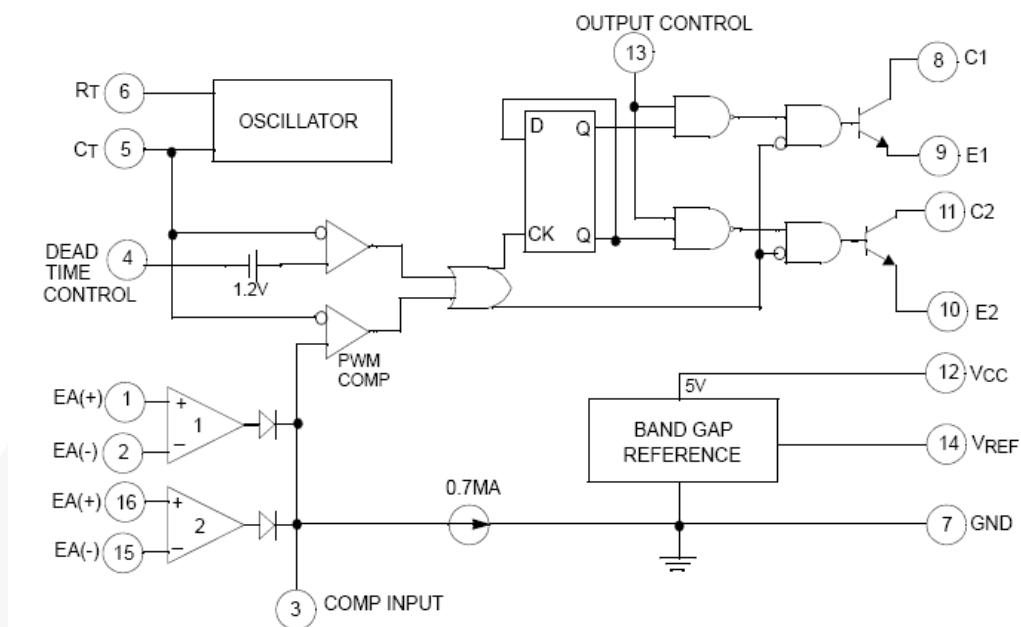 OUTPUT CONTROL
13
8 C1
RT 6
OSCILLATOR
CT 5
D Q
9 E1
11 C2
CK Q
DEAD
TIME
CONTROL
4
1.2V
10 E2
PWM
COMP
12 VCC
5V
EA(+) 1
+
1
EA(-) 2
−
BAND GAP
REFERENCE
14 VREF
EA(+) 16
+
2
EA(-) 15
−
0.7MA
7 GND
3 COMP INPUT